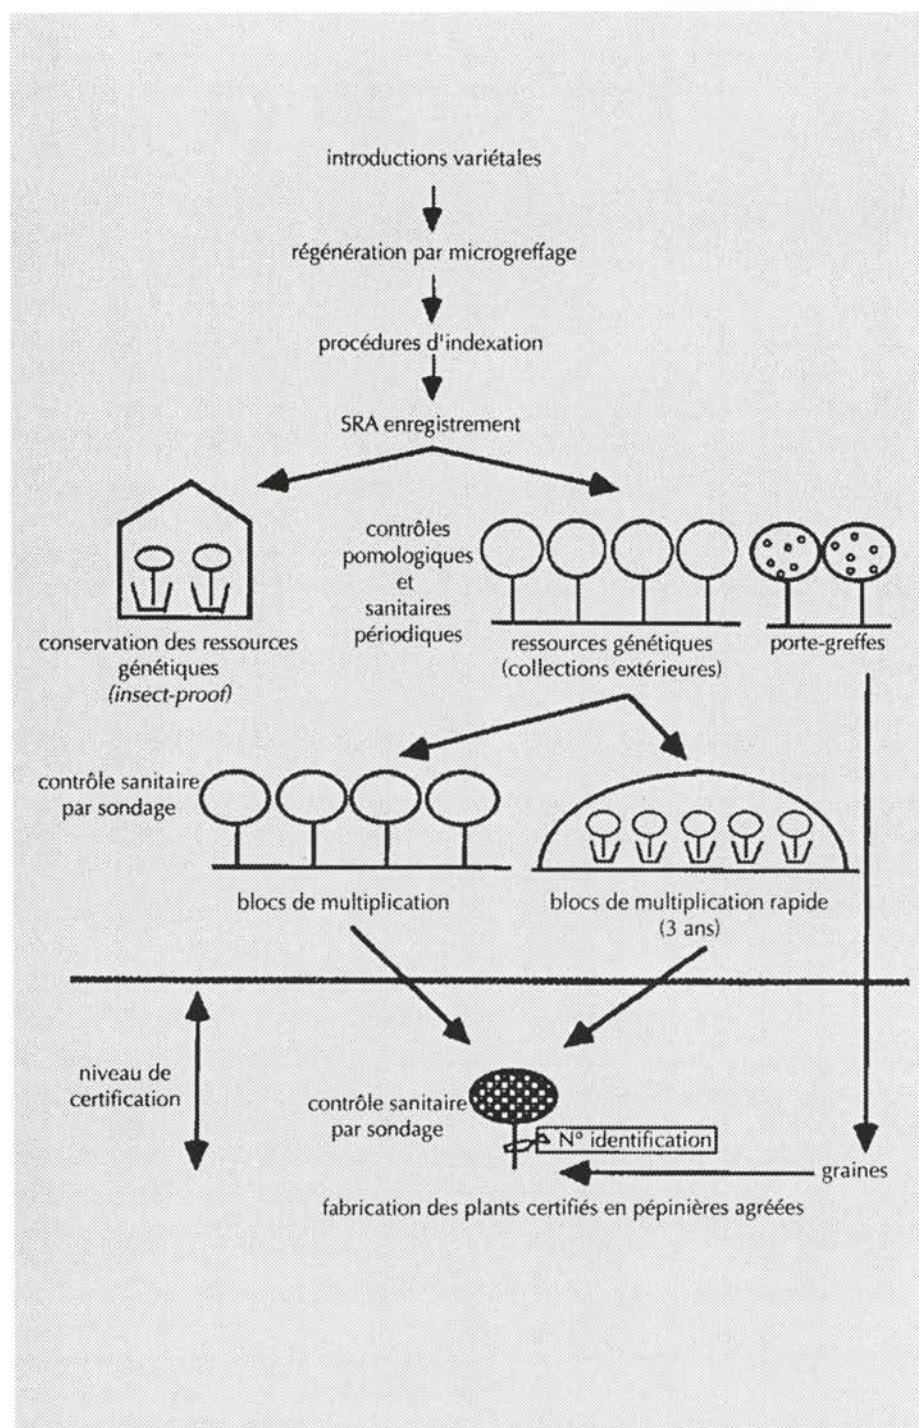 introductions variétales
régénération par microgreffage
procédures d'indexation
SRA enregistrement
contrôles
pomologiques
et
sanitaires
périodiques
conservation des ressources
génétiques
(insect-proof)
ressources génétiques
(collections extérieures)
porte-greffes
contrôle sanitaire
par sondage
blocs de multiplication
blocs de multiplication rapide
(3 ans)
niveau de
certification
contrôle sanitaire
par sondage
N° identification
graines
fabrication des plants certifiés en pépinières agréées